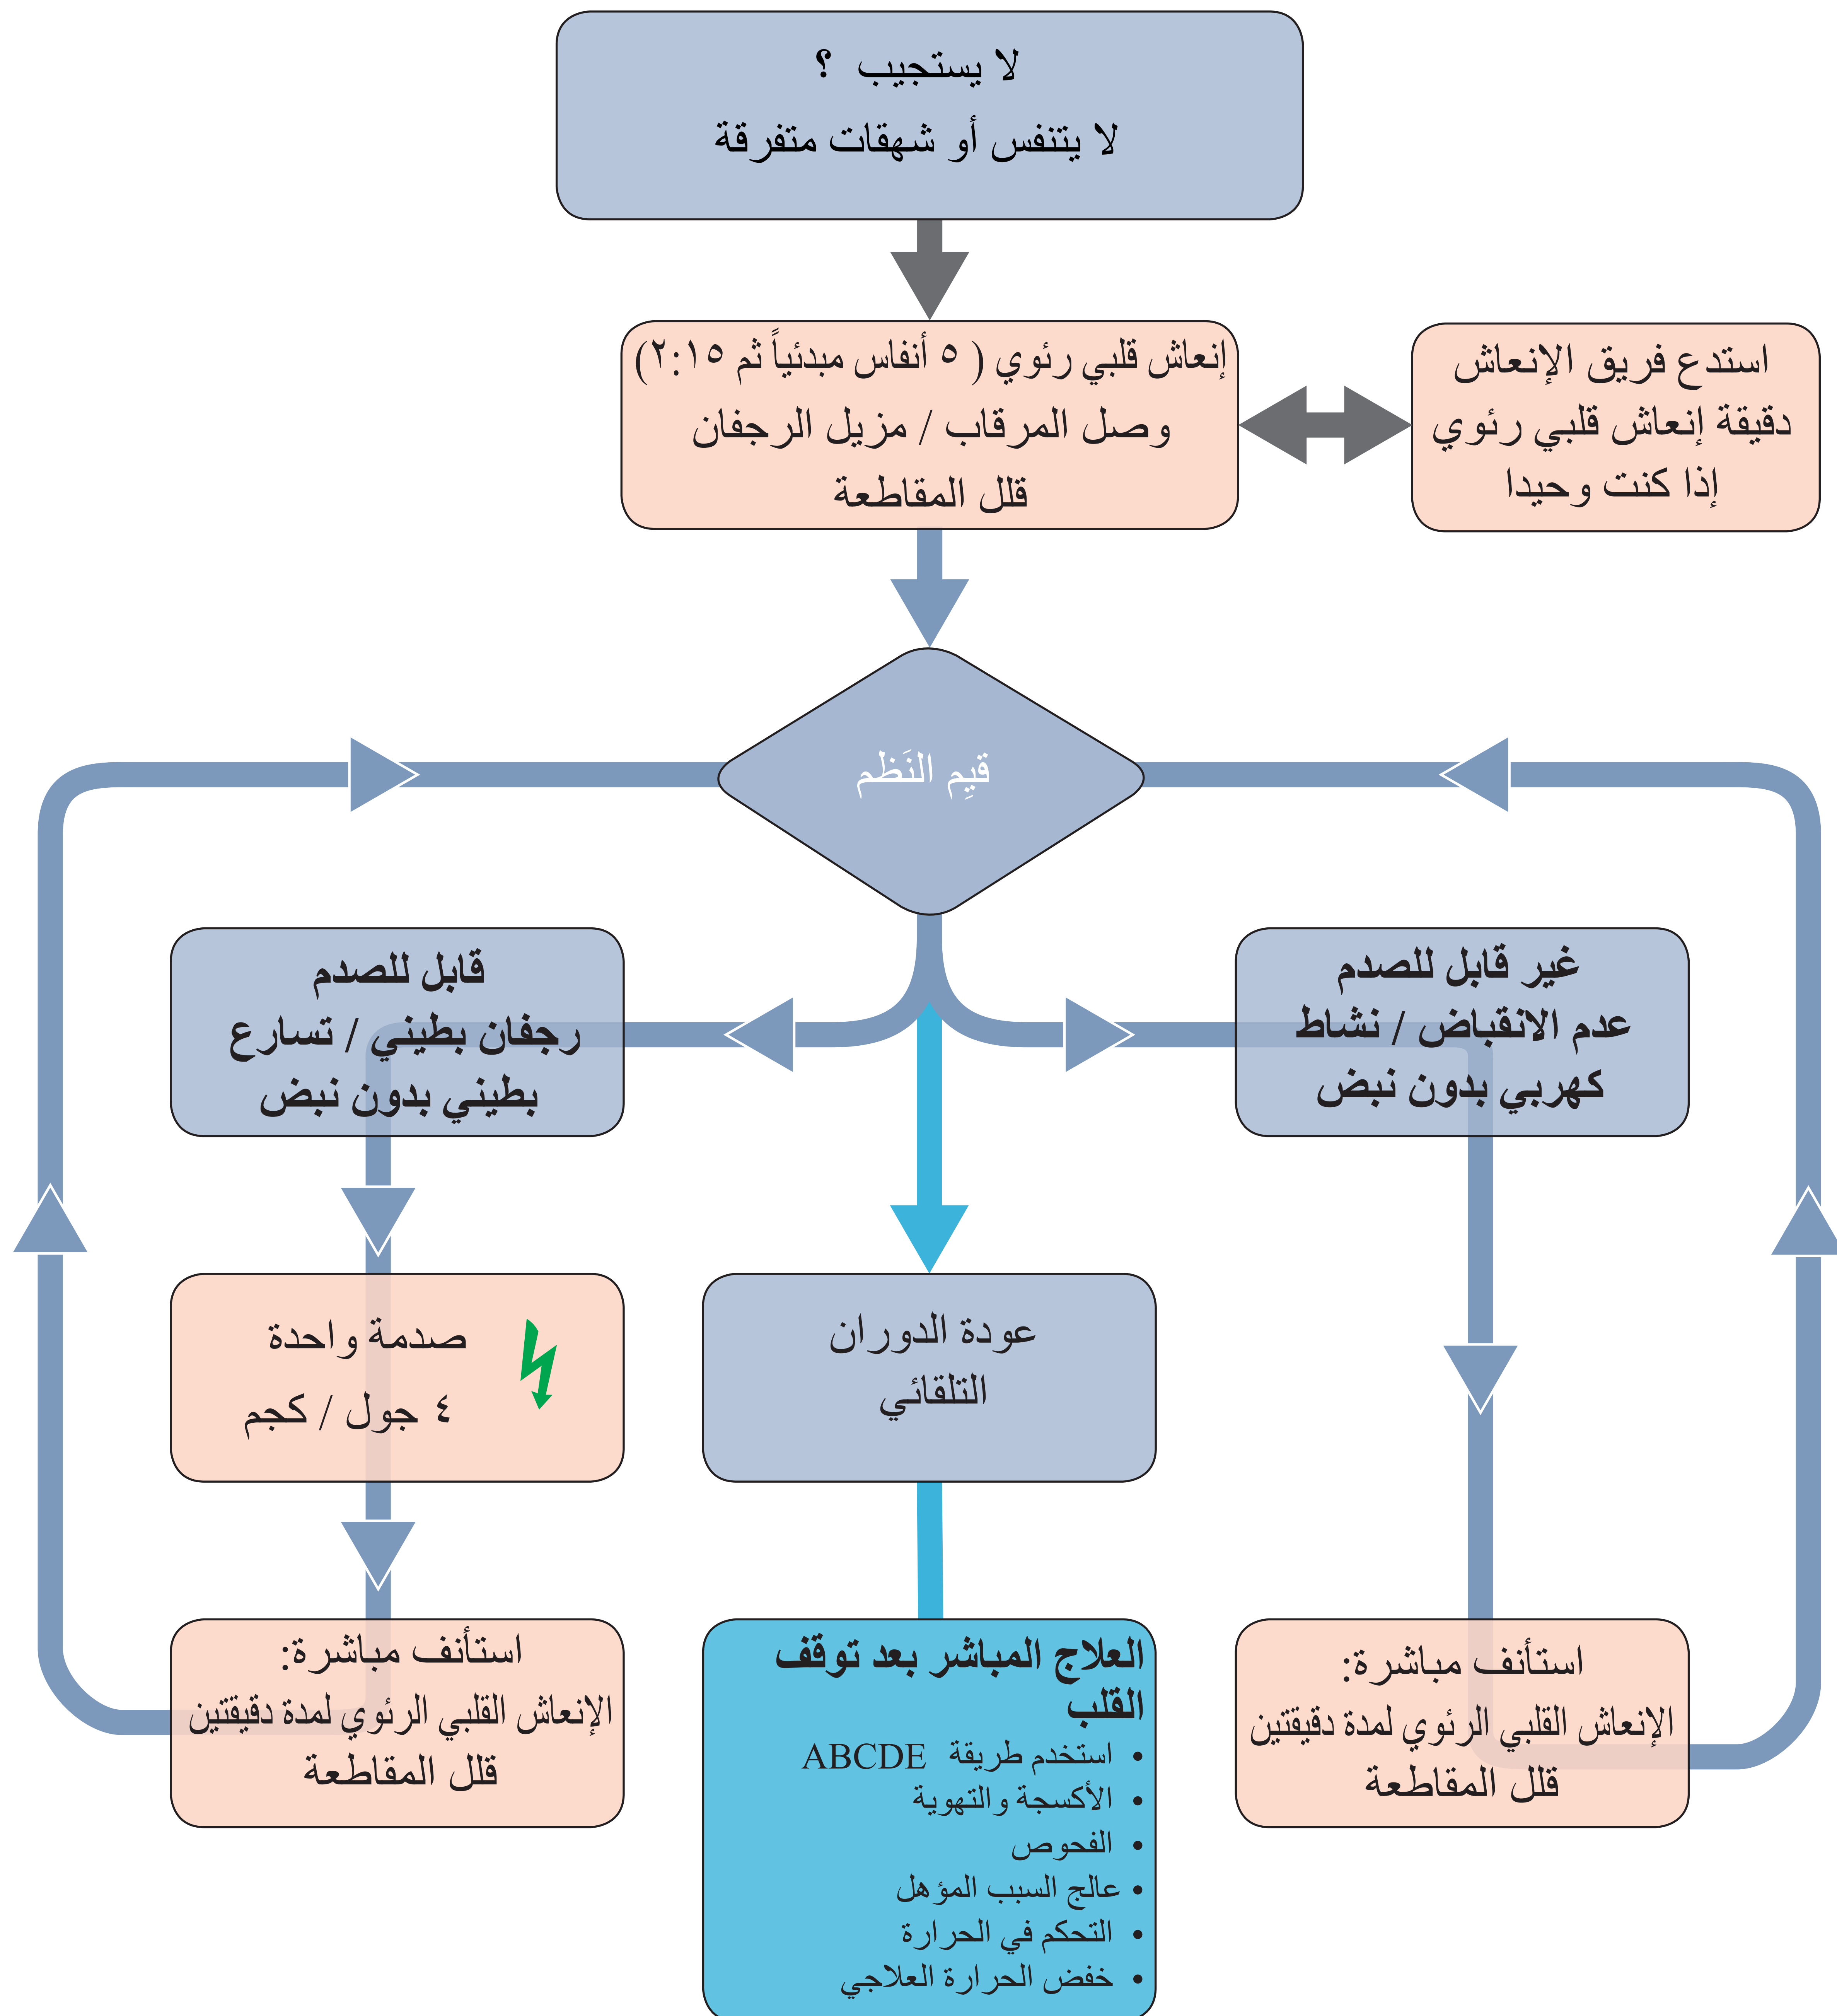 لا يستجيب ؟
لا يتنفس أو شهقات متفرقة
إنعاش قلبي رئوي ( ٥ أنفاس مبدئياً ثم ٢:١٥)
وصل المرقاب / مزيل الرجفان
قلل المقاطعة
استدع فريق الإنعاش
دقيقة إنعاش قلبي رئوي
إذا كنت وحيدا
قيِم النَظم
غير قابل للصدم
عدم الانقباض / نشاط
كهربي بدون نبض
قابل للصدم
رجفان بطيني / تسارع
بطيني بدون نبض
عودة الدوران
التلقائي
صدمة واحدة
٤ جول / كجم
استأنف مباشرة:
الإنعاش القلبي الرئوي لمدة دقيقتين
قلل المقاطعة
العلاج المباشر بعد توقف
القلب
• استخدم طريقة ABCDE
• الأكسجة والتهوية
• الفحوص
• عالج السبب المؤهل
• التحكم في الحرارة
• خفض الحرارة العلاجي
استأنف مباشرة:
الإنعاش القلبي الرئوي لمدة دقيقتين
قلل المقاطعة